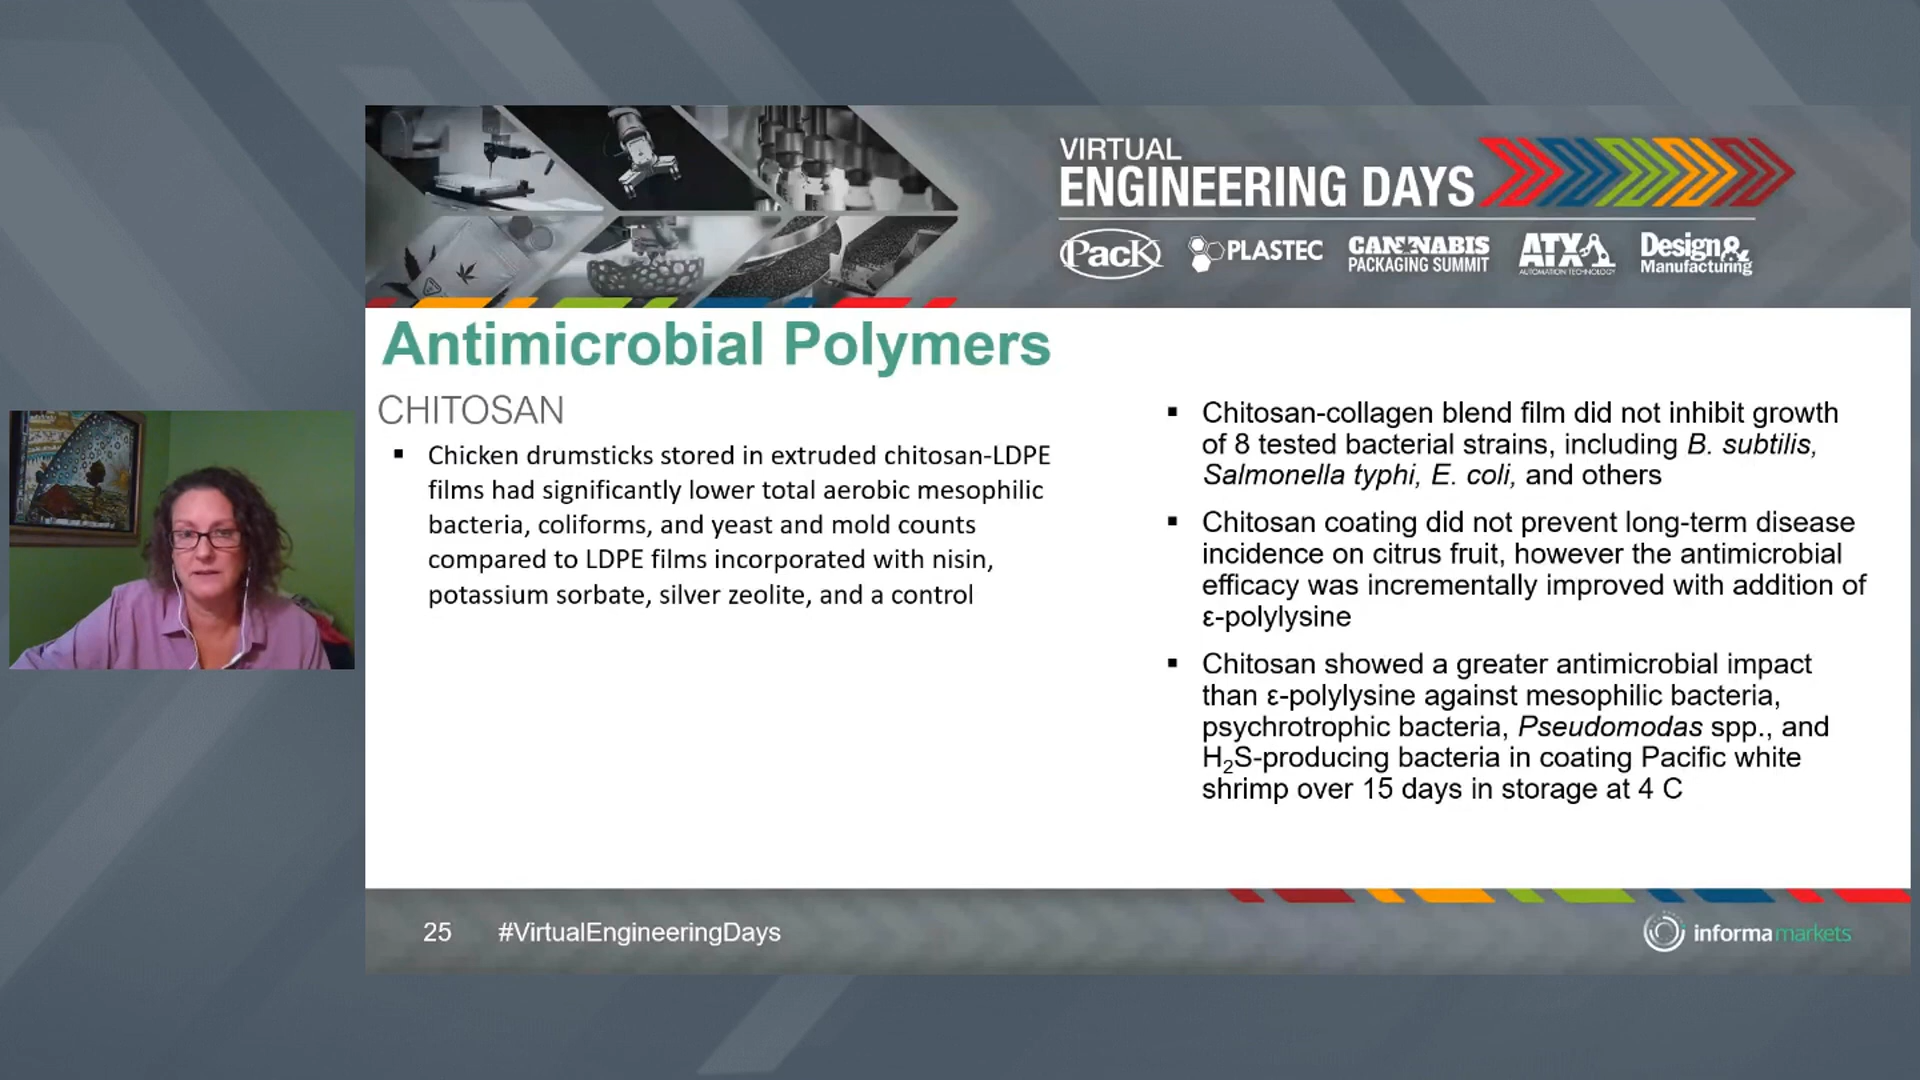 VIRTUAL
ENGINEERING DAYS
PACK
PLASTEC
CANNABIS
PACKAGING SUMMIT
ATX
AUTOMATION TECHNOLOGY
Design&
Manufacturing
Antimicrobial Polymers
CHITOSAN
▪ Chicken drumsticks stored in extruded chitosan-LDPE
films had significantly lower total aerobic mesophilic
bacteria, coliforms, and yeast and mold counts
compared to LDPE films incorporated with nisin,
potassium sorbate, silver zeolite, and a control
▪ Chitosan-collagen blend film did not inhibit growth
of 8 tested bacterial strains, including B. subtilis,
Salmonella typhi, E. coli, and others
▪ Chitosan coating did not prevent long-term disease
incidence on citrus fruit, however the antimicrobial
efficacy was incrementally improved with addition of
ε-polylysine
▪ Chitosan showed a greater antimicrobial impact
than ε-polylysine against mesophilic bacteria,
psychrotrophic bacteria, Pseudomodas spp., and
H₂S-producing bacteria in coating Pacific white
shrimp over 15 days in storage at 4 C
25
#VirtualEngineeringDays
informa markets